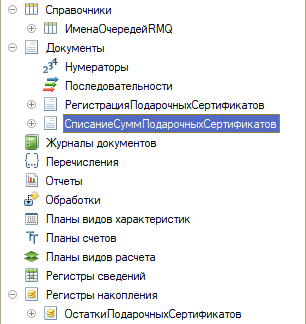 Справочники
ИменаОчередейRMQ
Документы
Нумераторы
Последовательности
РегистрацияПодарочныхСертификатов
СписаниеСуммПодарочныхСертификатов
Журналы документов
Перечисления
Отчеты
Обработки
Планы видов характеристик
Планы счетов
Планы видов расчета
Регистры сведений
Регистры накопления
ОстаткиПодарочныхСертификатов